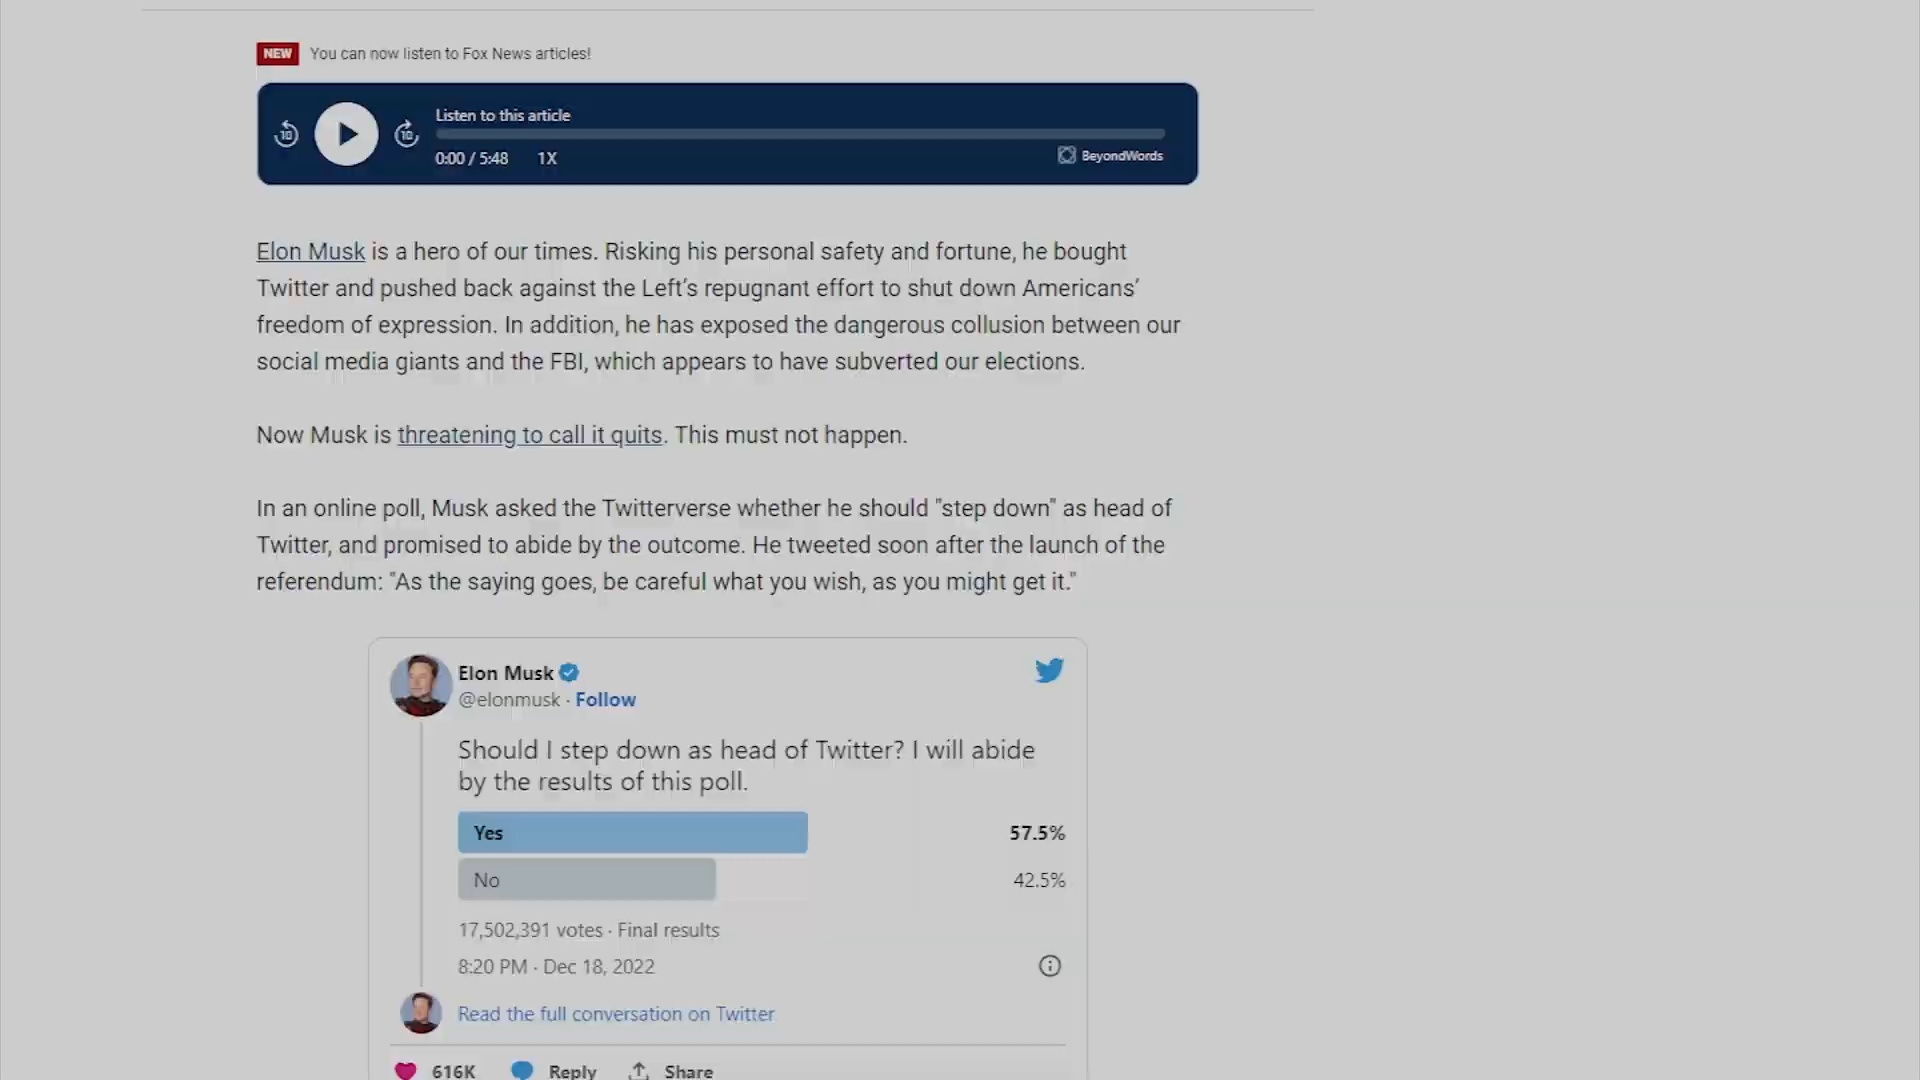 NEW You can now listen to Fox News articles!
10 10 Listen to this article
0:00 / 5:48 1X BeyondWords
Elon Musk is a hero of our times. Risking his personal safety and fortune, he bought
Twitter and pushed back against the Left’s repugnant effort to shut down Americans’
freedom of expression. In addition, he has exposed the dangerous collusion between our
social media giants and the FBI, which appears to have subverted our elections.
Now Musk is threatening to call it quits. This must not happen.
In an online poll, Musk asked the Twitterverse whether he should "step down" as head of
Twitter, and promised to abide by the outcome. He tweeted soon after the launch of the
referendum: "As the saying goes, be careful what you wish, as you might get it."
Elon Musk
@elonmusk · Follow
Should I step down as head of Twitter? I will abide
by the results of this poll.
Yes 57.5%
No 42.5%
17,502,391 votes · Final results
8:20 PM · Dec 18, 2022
Read the full conversation on Twitter
616K Reply Share